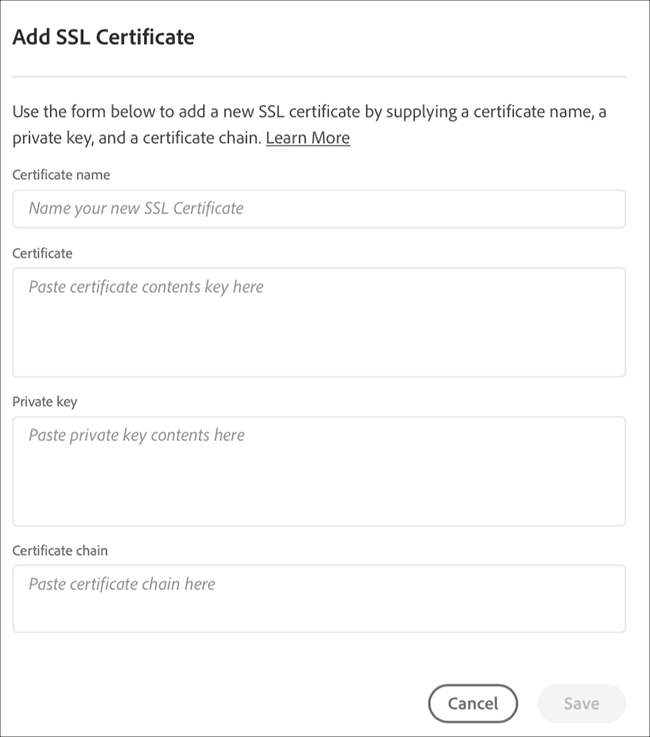 Add SSL Certificate
Use the form below to add a new SSL certificate by supplying a certificate name, a
private key, and a certificate chain. Learn More
Certificate name
Name your new SSL Certificate
Certificate
Paste certificate contents key here
Private key
Paste private key contents here
Certificate chain
Paste certificate chain here
Cancel Save